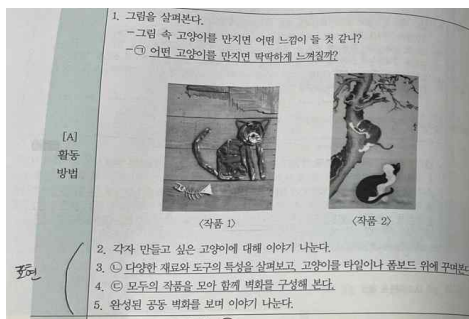 1. 그림을 살펴본다.
- 그림 속 고양이를 만지면 어떤 느낌이 들 것 같니?
- ㉠ 어떤 고양이를 만지면 딱딱하게 느껴질까?
[A]
활동
방법
〈작품 1〉
〈작품 2〉
2. 각자 만들고 싶은 고양이에 대해 이야기 나눈다.
3. ㉡ 다양한 재료와 도구의 특성을 살펴보고, 고양이를 타일이나 폼보드 위에 꾸며본다
표현
4. ㉢ 모두의 작품을 모아 함께 벽화를 구성해 본다.
5. 완성된 공동 벽화를 보며 이야기 나눈다.